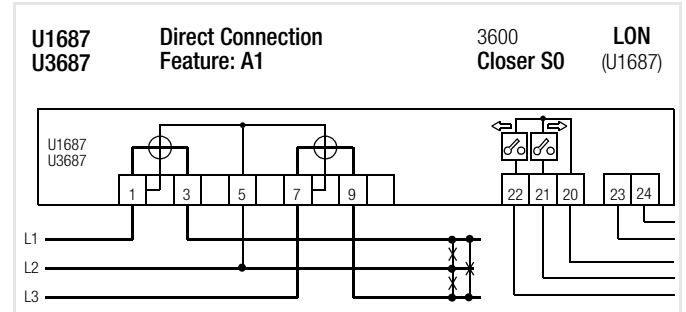 U1687 Direct Connection 3600 LON
U3687 Feature: A1 Closer S0 (U1687)
U1687
U3687
1 3 5 7 9 22 21 20 23 24
L1
L2
L3